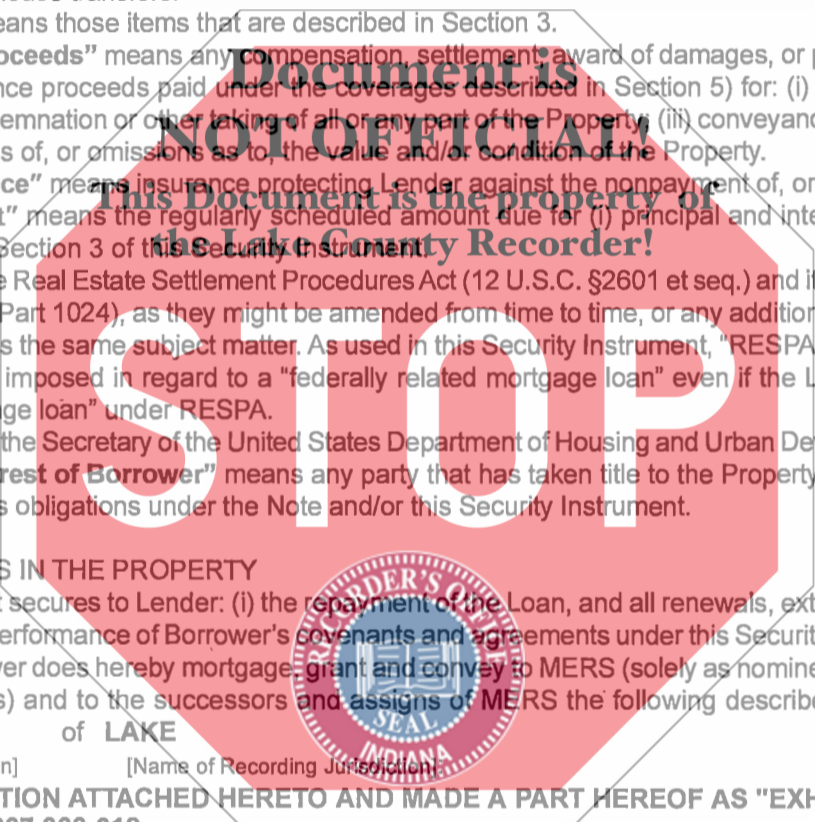 eans those items that are described in Section 3.
oceeds” means any compensation, settlement, award of damages, or
nce proceeds paid under the coverages described in Section 5) for: (i)
emnation or other taking of all or any part of the Property; (iii) conveyanc
s of, or omissions as to, the value and/or condition of the Property.
ce” means insurance protecting Lender against the nonpayment of, or
t” means the regularly scheduled amount due for (i) principal and inte
Section 3 of this Security Instrument.
Document is
NOT OFFICIAL!
This Document is the property of
the Lake County Recorder!
e Real Estate Settlement Procedures Act (12 U.S.C. §2601 et seq.) and i
Part 1024), as they might be amended from time to time, or any addition
s the same subject matter. As used in this Security Instrument, "RESPA
imposed in regard to a “federally related mortgage loan” even if the L
ge loan” under RESPA.
STOP
the Secretary of the United States Department of Housing and Urban De
rest of Borrower” means any party that has taken title to the Property
s obligations under the Note and/or this Security Instrument.
S IN THE PROPERTY
t secures to Lender: (i) the repayment of the Loan, and all renewals, ext
erformance of Borrower's covenants and agreements under this Securit
er does hereby mortgage, grant and convey to MERS (solely as nomine
s) and to the successors and assigns of MERS the following describe
of LAKE
n] [Name of Recording Jurisdiction]:
RECORDER'S OFFICE
SEAL
INDIANA
TION ATTACHED HERETO AND MADE A PART HEREOF AS "EXH